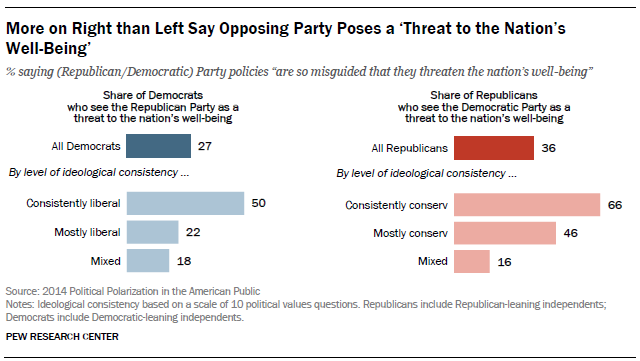 More on Right than Left Say Opposing Party Poses a ‘Threat to the Nation’s
Well-Being’
% saying (Republican/Democratic) Party policies “are so misguided that they threaten the nation’s well-being”
Share of Democrats
who see the Republican Party as a
threat to the nation’s well-being
All Democrats 27
By level of ideological consistency ...
Consistently liberal 50
Mostly liberal 22
Mixed 18
Share of Republicans
who see the Democratic Party as a
threat to the nation’s well-being
All Republicans 36
By level of ideological consistency ...
Consistently conserv 66
Mostly conserv 46
Mixed 16
Source: 2014 Political Polarization in the American Public
Notes: Ideological consistency based on a scale of 10 political values questions. Republicans include Republican-leaning independents;
Democrats include Democratic-leaning independents.
PEW RESEARCH CENTER